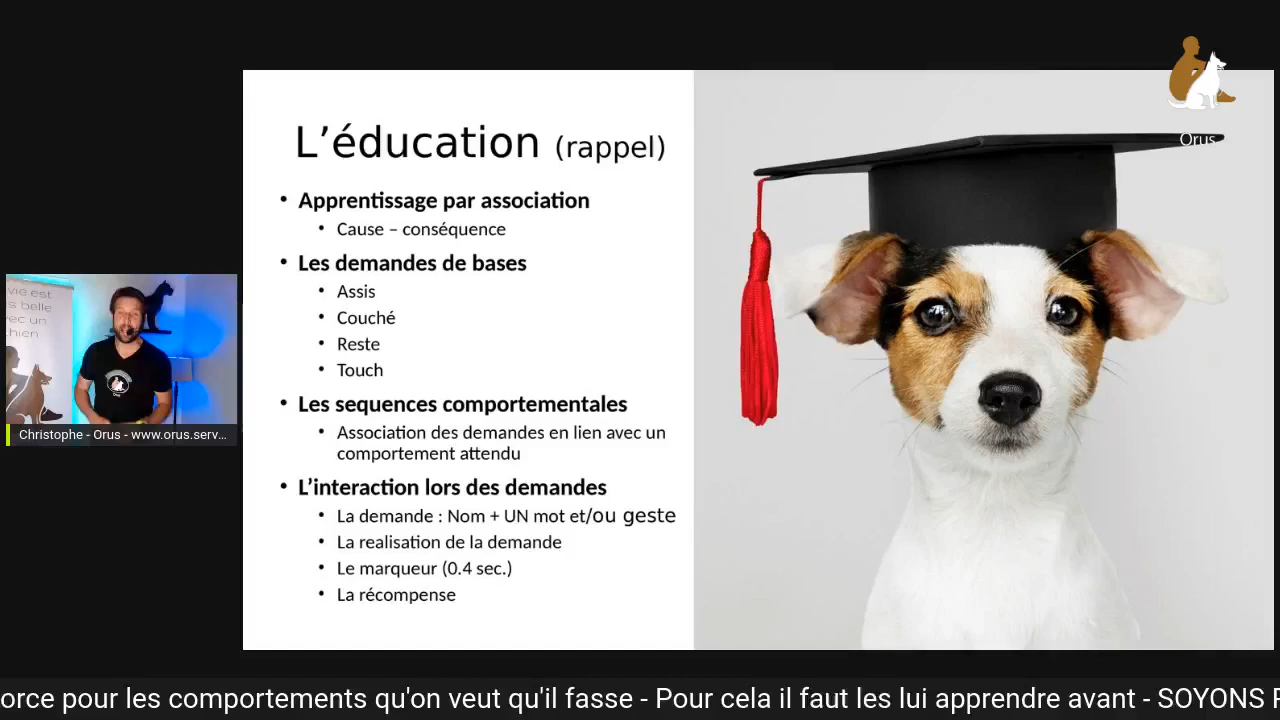 Orus
L’éducation (rappel)
• Apprentissage par association
• Cause – conséquence
• Les demandes de bases
• Assis
• Couché
• Reste
• Touch
• Les sequences comportementales
• Association des demandes en lien avec un
comportement attendu
• L’interaction lors des demandes
• La demande : Nom + UN mot et/ou geste
• La realisation de la demande
• Le marqueur (0.4 sec.)
• La récompense
vie est
belle
chien
Christophe - Orus - www.orus.serv...
orce pour les comportements qu'on veut qu'il fasse - Pour cela il faut les lui apprendre avant - SOYONS